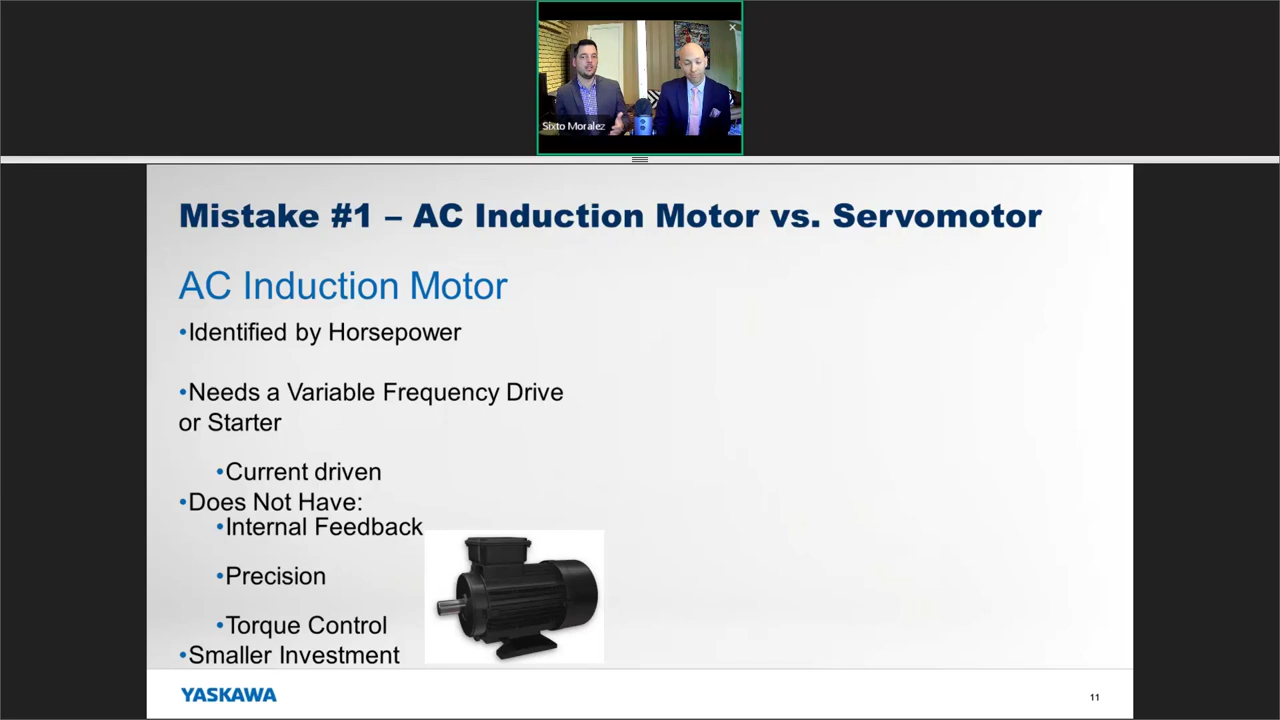 Sixto Moralez
Mistake #1 – AC Induction Motor vs. Servomotor
AC Induction Motor
•Identified by Horsepower
•Needs a Variable Frequency Drive
or Starter
•Current driven
•Does Not Have:
•Internal Feedback
•Precision
•Torque Control
•Smaller Investment
YASKAWA
11